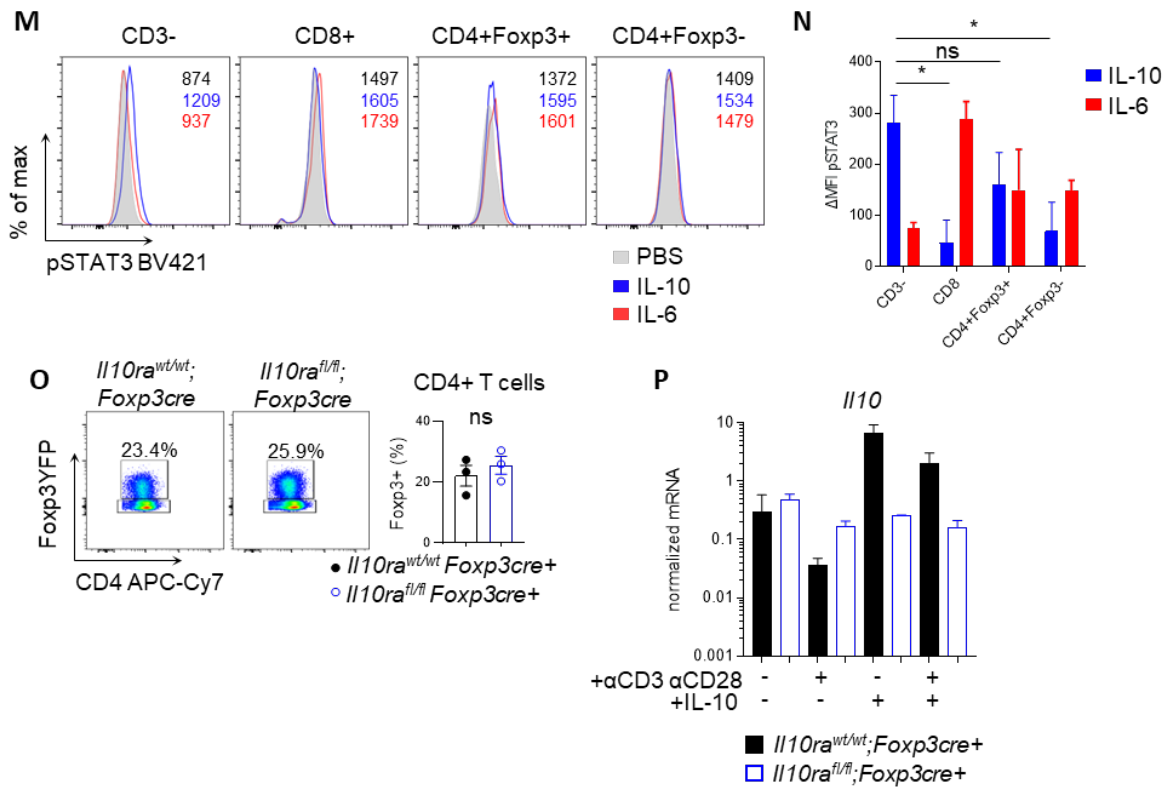 M
CD3-
CD8+
CD4+Foxp3+
CD4+Foxp3-
% of max
874
1209
937
1497
1605
1739
1372
1595
1601
1409
1534
1479
pSTAT3 BV421
PBS
IL-10
IL-6
N
*
ns
*
ΔMFI pSTAT3
400
300
200
100
0
CD3-
CD8
CD4+Foxp3+
CD4+Foxp3-
IL-10
IL-6
O
Il10ra^wt/wt;
Foxp3cre
Il10ra^fl/fl;
Foxp3cre
23.4%
25.9%
Foxp3YFP
CD4 APC-Cy7
CD4+ T cells
ns
Foxp3+ (%)
40
20
0
Il10ra^wt/wt Foxp3cre+
Il10ra^fl/fl Foxp3cre+
P
Il10
normalized mRNA
10
1
0.1
0.01
0.001
+αCD3 αCD28 - + - +
+IL-10 - - + +
Il10ra^wt/wt;Foxp3cre+
Il10ra^fl/fl;Foxp3cre+